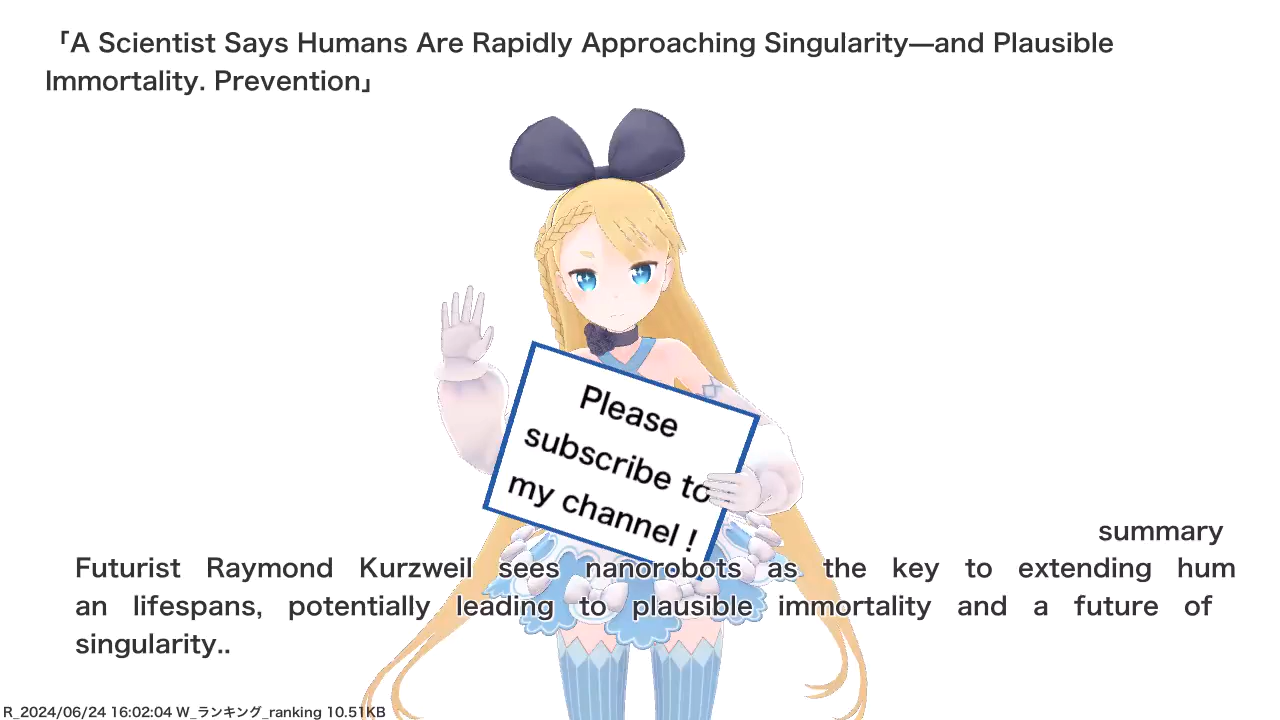 「A Scientist Says Humans Are Rapidly Approaching Singularity—and Plausible
Immortality. Prevention」
Please
subscribe to
my channel !
summary
Futurist Raymond Kurzweil sees nanorobots as the key to extending hum
an lifespans, potentially leading to plausible immortality and a future of
singularity..
R_2024/06/24 16:02:04 W_ランキング_ranking 10.51KB